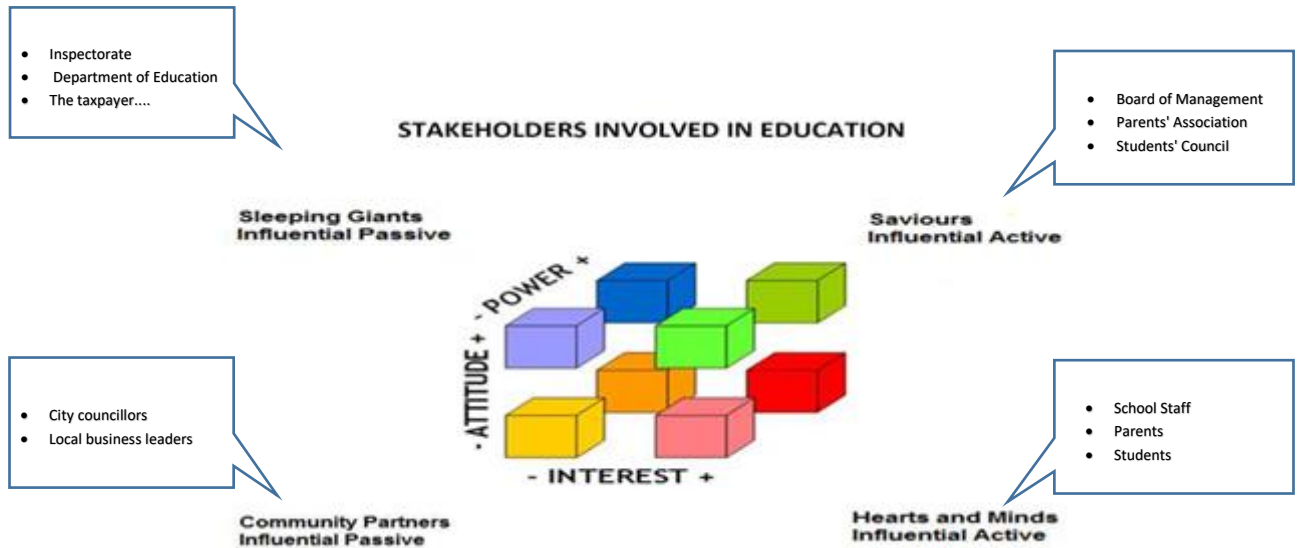 Inspectorate
Department of Education
The taxpayer....
Board of Management
Parents' Association
Students' Council
STAKEHOLDERS INVOLVED IN EDUCATION
Sleeping Giants
Influential Passive
Saviours
Influential Active
- POWER +
- ATTITUDE +
- INTEREST +
City councillors
Local business leaders
School Staff
Parents
Students
Community Partners
Influential Passive
Hearts and Minds
Influential Active